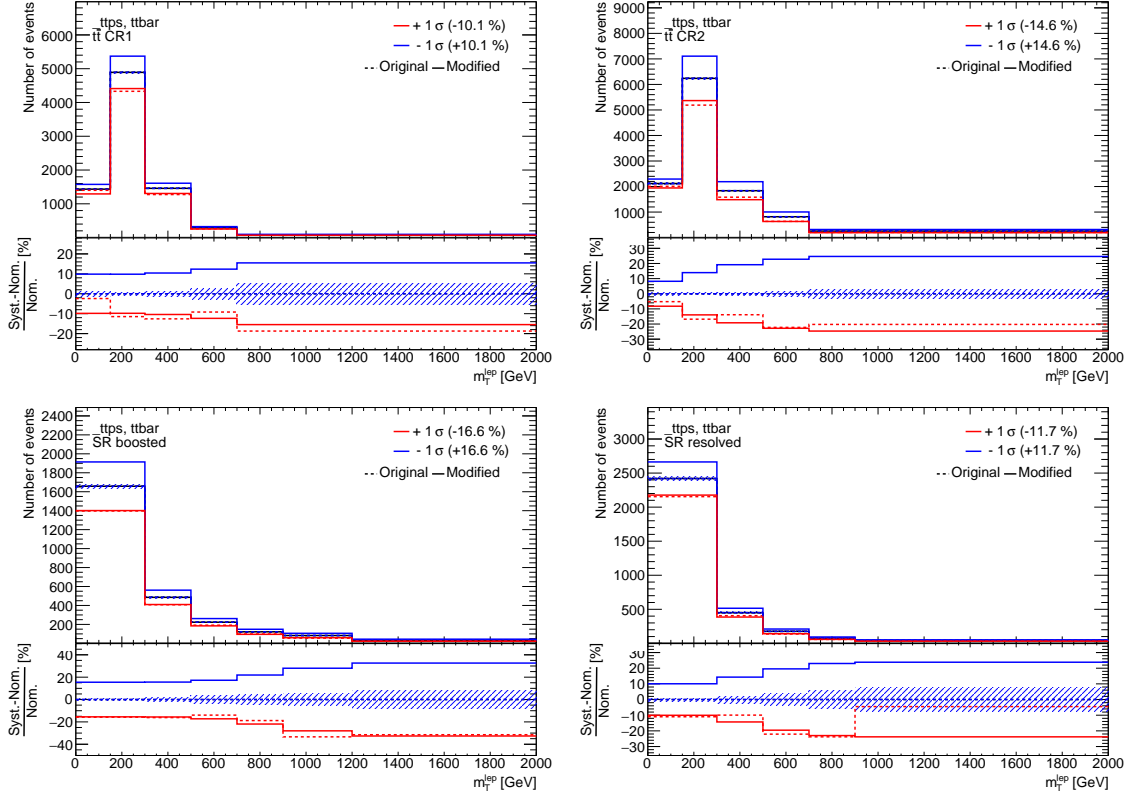 _ttps, ttbar
tt̄ CR1
+ 1 σ (-10.1 %)
- 1 σ (+10.1 %)
Original Modified
Number of events
6000
5000
4000
3000
2000
1000
Syst.-Nom. [%]
Nom.
20
10
0
−10
−20
0 200 400 600 800 1000 1200 1400 1600 1800 2000
m_T^lep [GeV]
_ttps, ttbar
tt̄ CR2
+ 1 σ (-14.6 %)
- 1 σ (+14.6 %)
Original Modified
Number of events
9000
8000
7000
6000
5000
4000
3000
2000
1000
Syst.-Nom. [%]
Nom.
30
20
10
0
−10
−20
−30
0 200 400 600 800 1000 1200 1400 1600 1800 2000
m_T^lep [GeV]
_ttps, ttbar
SR boosted
+ 1 σ (-16.6 %)
- 1 σ (+16.6 %)
Original Modified
Number of events
2400
2200
2000
1800
1600
1400
1200
1000
800
600
400
200
Syst.-Nom. [%]
Nom.
40
20
0
−20
−40
0 200 400 600 800 1000 1200 1400 1600 1800 2000
m_T^lep [GeV]
_ttps, ttbar
SR resolved
+ 1 σ (-11.7 %)
- 1 σ (+11.7 %)
Original Modified
Number of events
3000
2500
2000
1500
1000
500
Syst.-Nom. [%]
Nom.
30
20
10
0
−10
−20
−30
0 200 400 600 800 1000 1200 1400 1600 1800 2000
m_T^lep [GeV]